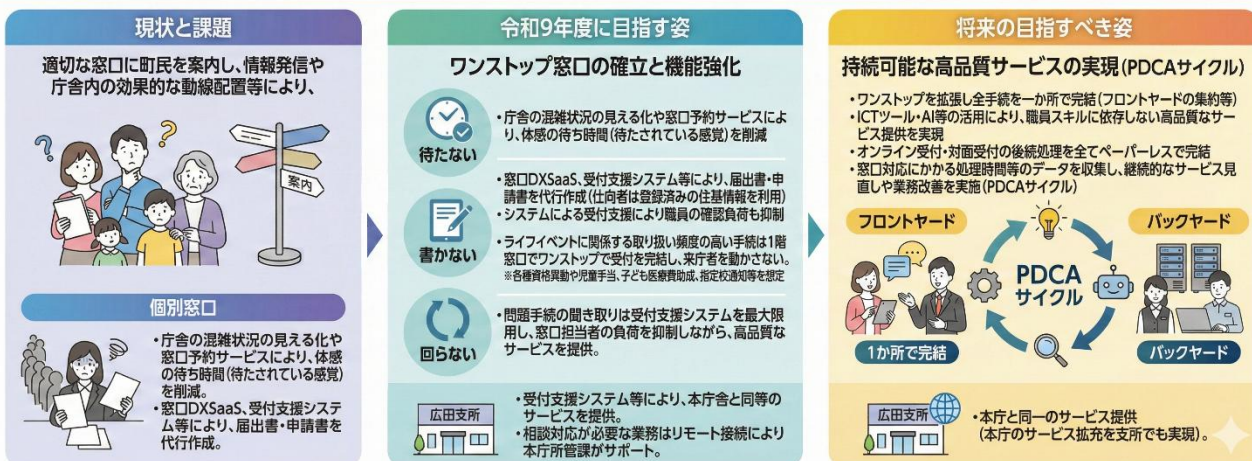 現状と課題
適切な窓口に町民を案内し、情報発信や
庁舎内の効果的な動線配置等により、
? ?
案内
個別窓口
・庁舎の混雑状況の見える化や
窓口予約サービスにより、体感
の待ち時間(待たされている感覚)
を削減。
・窓口DXSaaS、受付支援システ
ム等により、届出書・申請書を
代行作成。
令和9年度に目指す姿
ワンストップ窓口の確立と機能強化
待たない
・庁舎の混雑状況の見える化や窓口予約サービスによ
り、体感の待ち時間(待たされている感覚)を削減
書かない
・窓口DXSaaS、受付支援システム等により、届出書・申
請書を代行作成(仕向者は登録済みの住基情報を利用)
・システムによる受付支援により職員の確認負荷も抑制
・ライフイベントに関係する取り扱い頻度の高い手続は1階
窓口でワンストップで受付を完結し、来庁者を動かさない。
※各種資格異動や児童手当、子ども医療費助成、指定校通知等を想定
回らない
・問題手続の聞き取りは受付支援システムを最大限
用し、窓口担当者の負荷を抑制しながら、高品質な
サービスを提供。
広田支所
・受付支援システム等により、本庁舎と同等の
サービスを提供。
・相談対応が必要な業務はリモート接続により
本庁所管課がサポート。
将来の目指すべき姿
持続可能な高品質サービスの実現(PDCAサイクル)
・ワンストップを拡張し全手続を一か所で完結(フロントヤードの集約等)
・ICTツール・AI等の活用により、職員スキルに依存しない高品質なサー
ビス提供を実現
・オンライン受付・対面受付の後続処理を全てペーパーレスで完結
・窓口対応にかかる処理時間等のデータを収集し、継続的なサービス見
直しや業務改善を実施(PDCAサイクル)
フロントヤード
1か所で完結
PDCA
サイクル
バックヤード
バックヤード
広田支所
・本庁と同一のサービス提供
(本庁のサービス拡充を支所でも実現)。